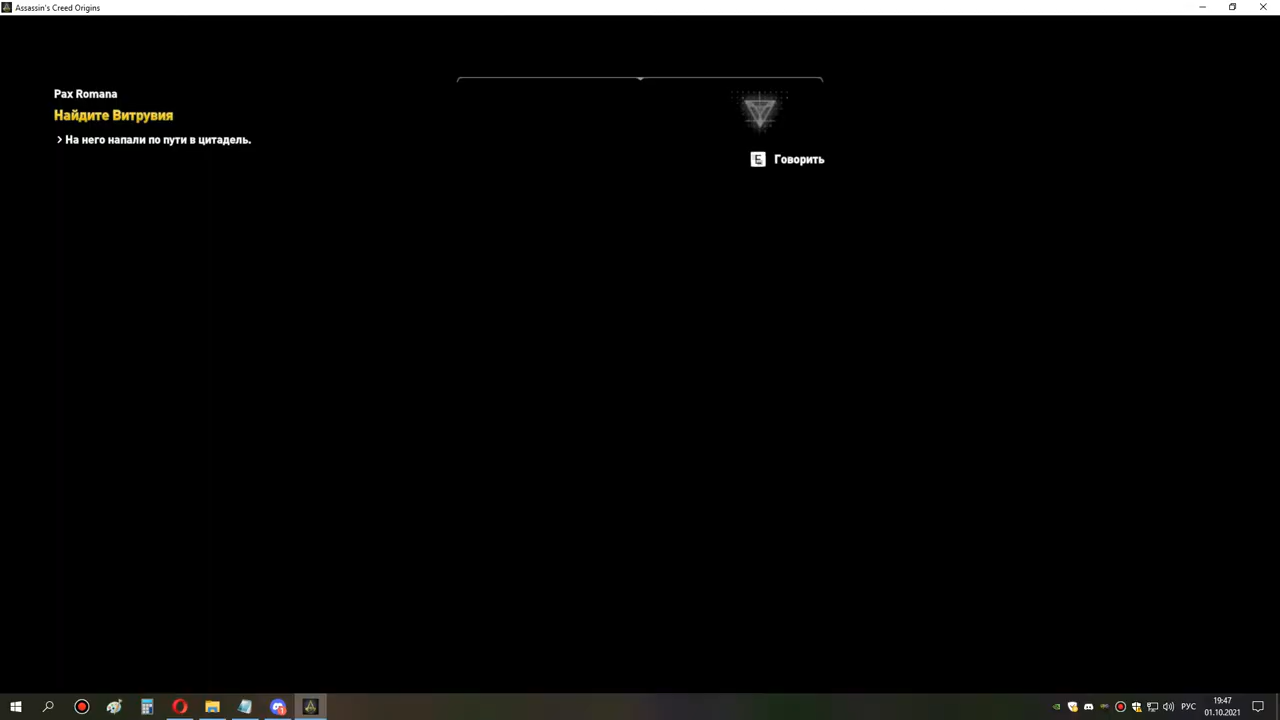 Assassin's Creed Origins
Pax Romana
Найдите Витрувия
> На него напали по пути в цитадель.
E Говорить
РУС
19:47
01.10.2021